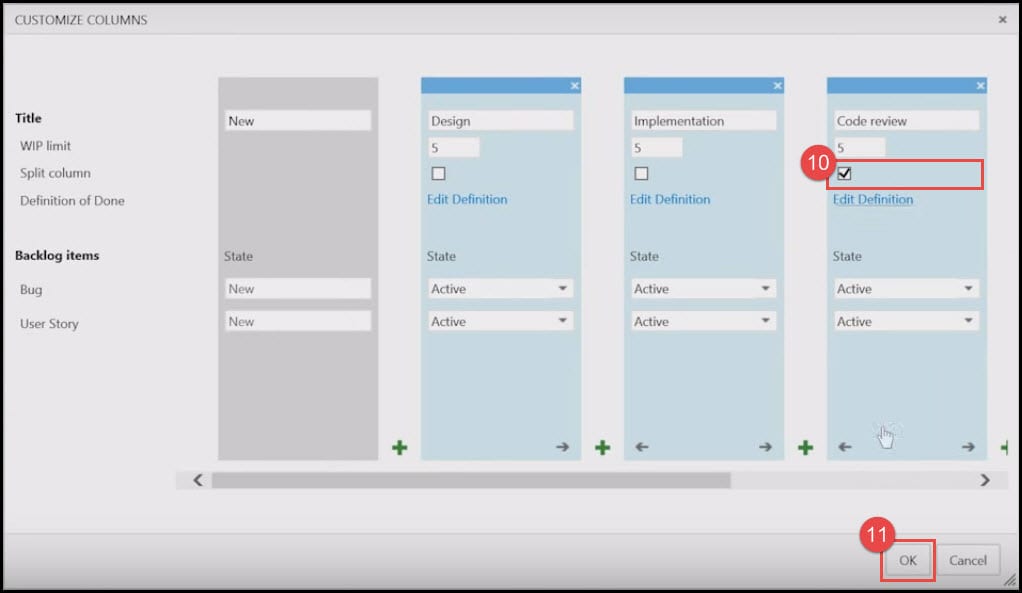 CUSTOMIZE COLUMNS
Title New Design Implementation Code review
WIP limit 5 5 5
10
Split column
Definition of Done Edit Definition Edit Definition Edit Definition
Backlog items State State State State
Bug New Active Active Active
User Story New Active Active Active
11
OK Cancel